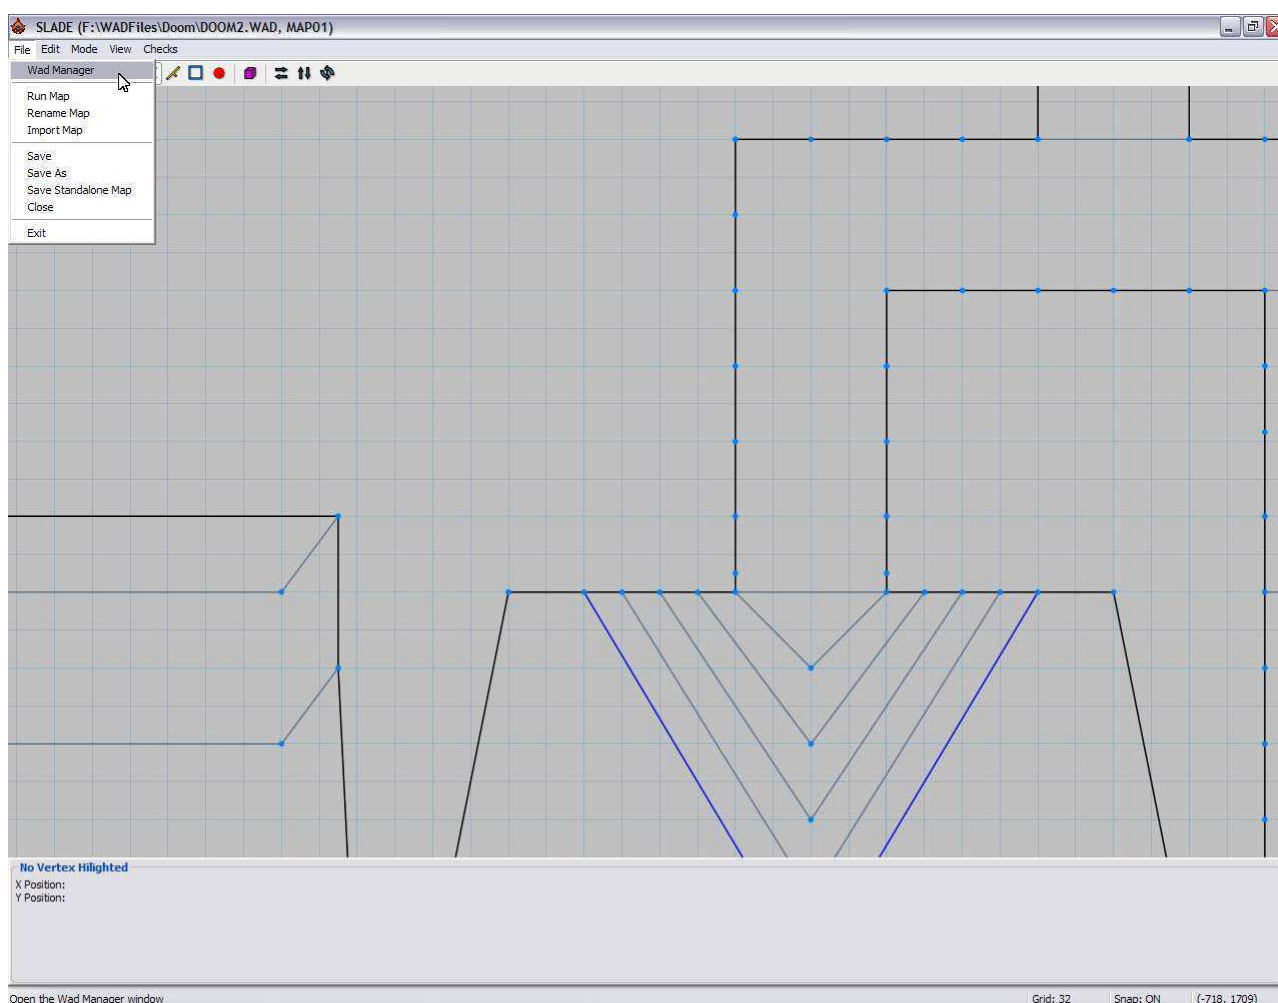 SLADE (F:\WADFiles\Doom\DOOM2.WAD, MAP01)
File Edit Mode View Checks
Wad Manager
Run Map
Rename Map
Import Map
Save
Save As
Save Standalone Map
Close
Exit
No Vertex Hilighted
X Position:
Y Position:
Open the Wad Manager window Grid: 32 Snap: ON (-718, 1709)